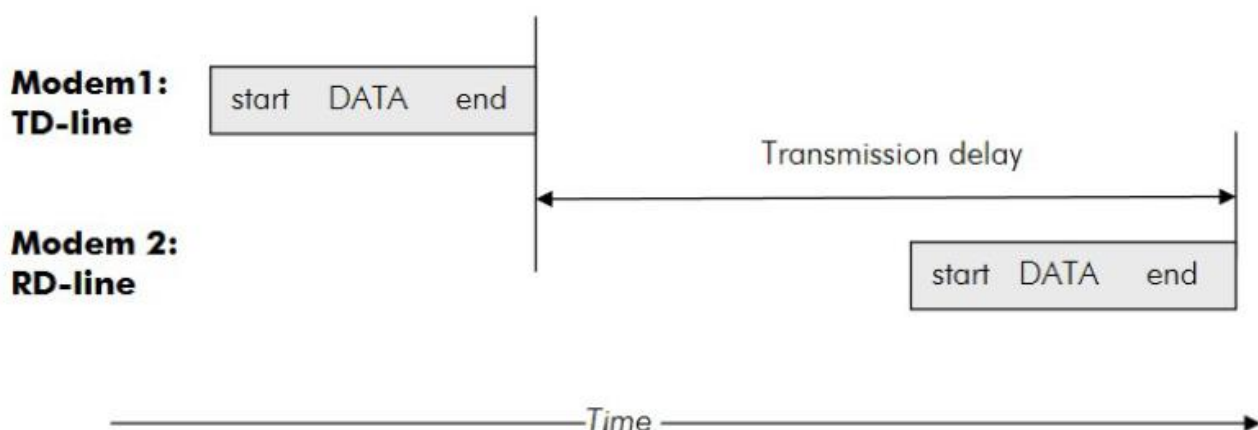 Modem1:
TD-line
start DATA end
Transmission delay
Modem 2:
RD-line
start DATA end
Time